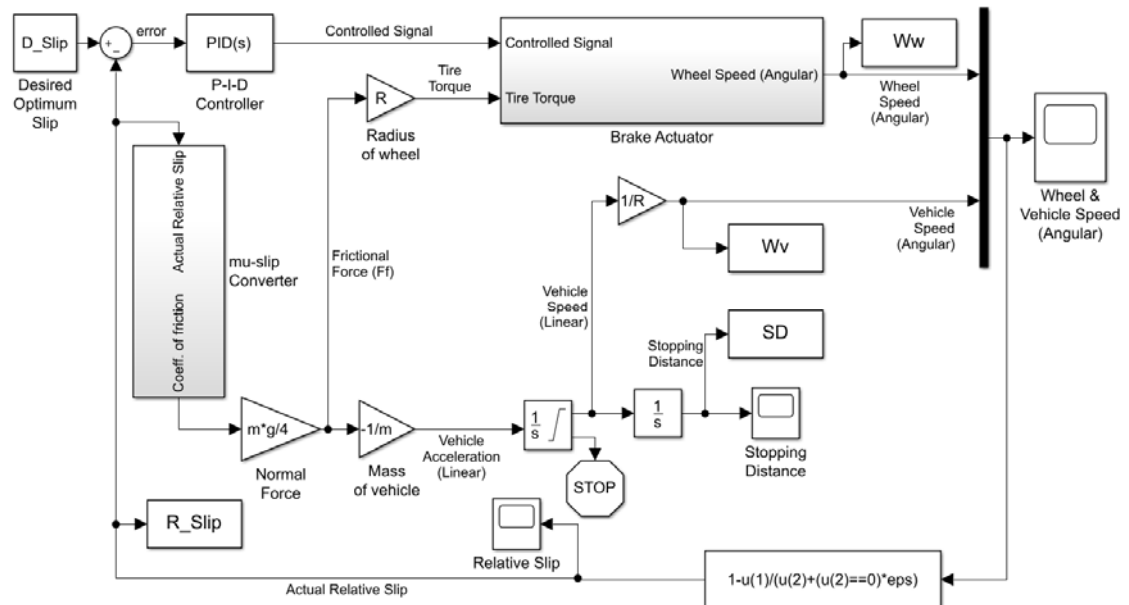 D_Slip
Desired
Optimum
Slip
+
_
error
PID(s)
P-I-D
Controller
Controlled Signal
Controlled Signal
Wheel Speed (Angular)
Tire Torque
Brake Actuator
Tire
Torque
R
Radius
of wheel
Ww
Wheel
Speed
(Angular)
Wheel &
Vehicle Speed
(Angular)
Actual Relative Slip
Coeff. of friction
mu-slip
Converter
Frictional
Force (Ff)
1/R
Vehicle
Speed
(Angular)
Wv
Vehicle
Speed
(Linear)
SD
Stopping
Distance
m*g/4
Normal
Force
-1/m
Mass
of vehicle
Vehicle
Acceleration
(Linear)
1
s
1
s
Stopping
Distance
STOP
R_Slip
Relative Slip
1-u(1)/(u(2)+(u(2)==0)*eps)
Actual Relative Slip